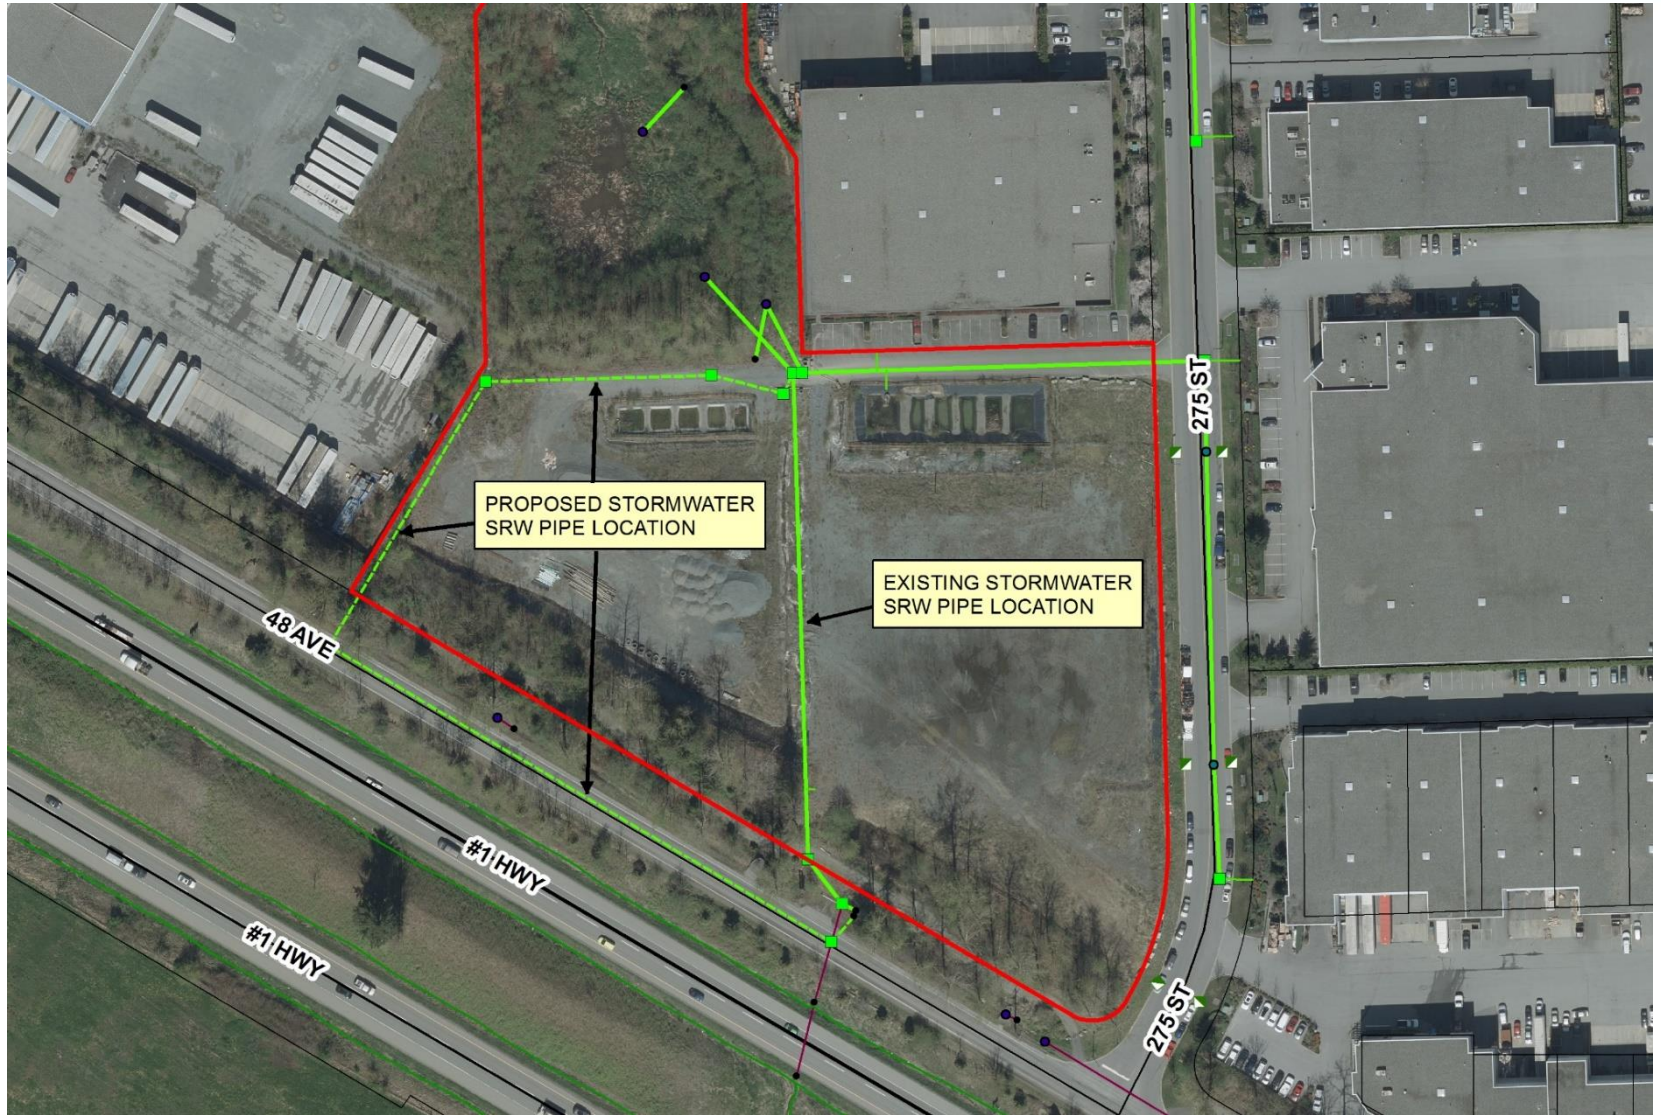 275 ST
PROPOSED STORMWATER
SRW PIPE LOCATION
EXISTING STORMWATER
SRW PIPE LOCATION
48 AVE
#1 HWY
#1 HWY
275 ST